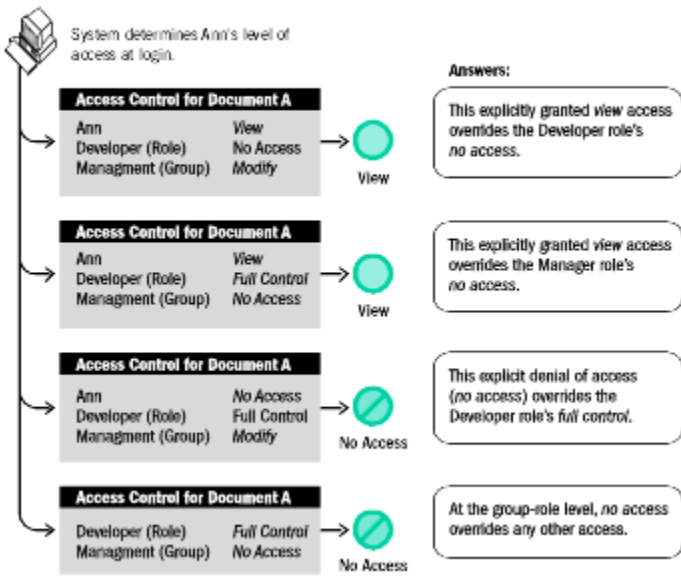 System determines Ann's level of
access at login.
Answers:
Access Control for Document A
Ann View
Developer (Role) No Access
Managment (Group) Modify
View
This explicitly granted view access
overrides the Developer role's
no access.
Access Control for Document A
Ann View
Developer (Role) Full Control
Managment (Group) No Access
View
This explicitly granted view access
overrides the Manager role's
no access.
Access Control for Document A
Ann No Access
Developer (Role) Full Control
Managment (Group) Modify
No Access
This explicit denial of access
(no access) overrides the
Developer role's full control.
Access Control for Document A
Developer (Role) Full Control
Managment (Group) No Access
No Access
At the group-role level, no access
overrides any other access.